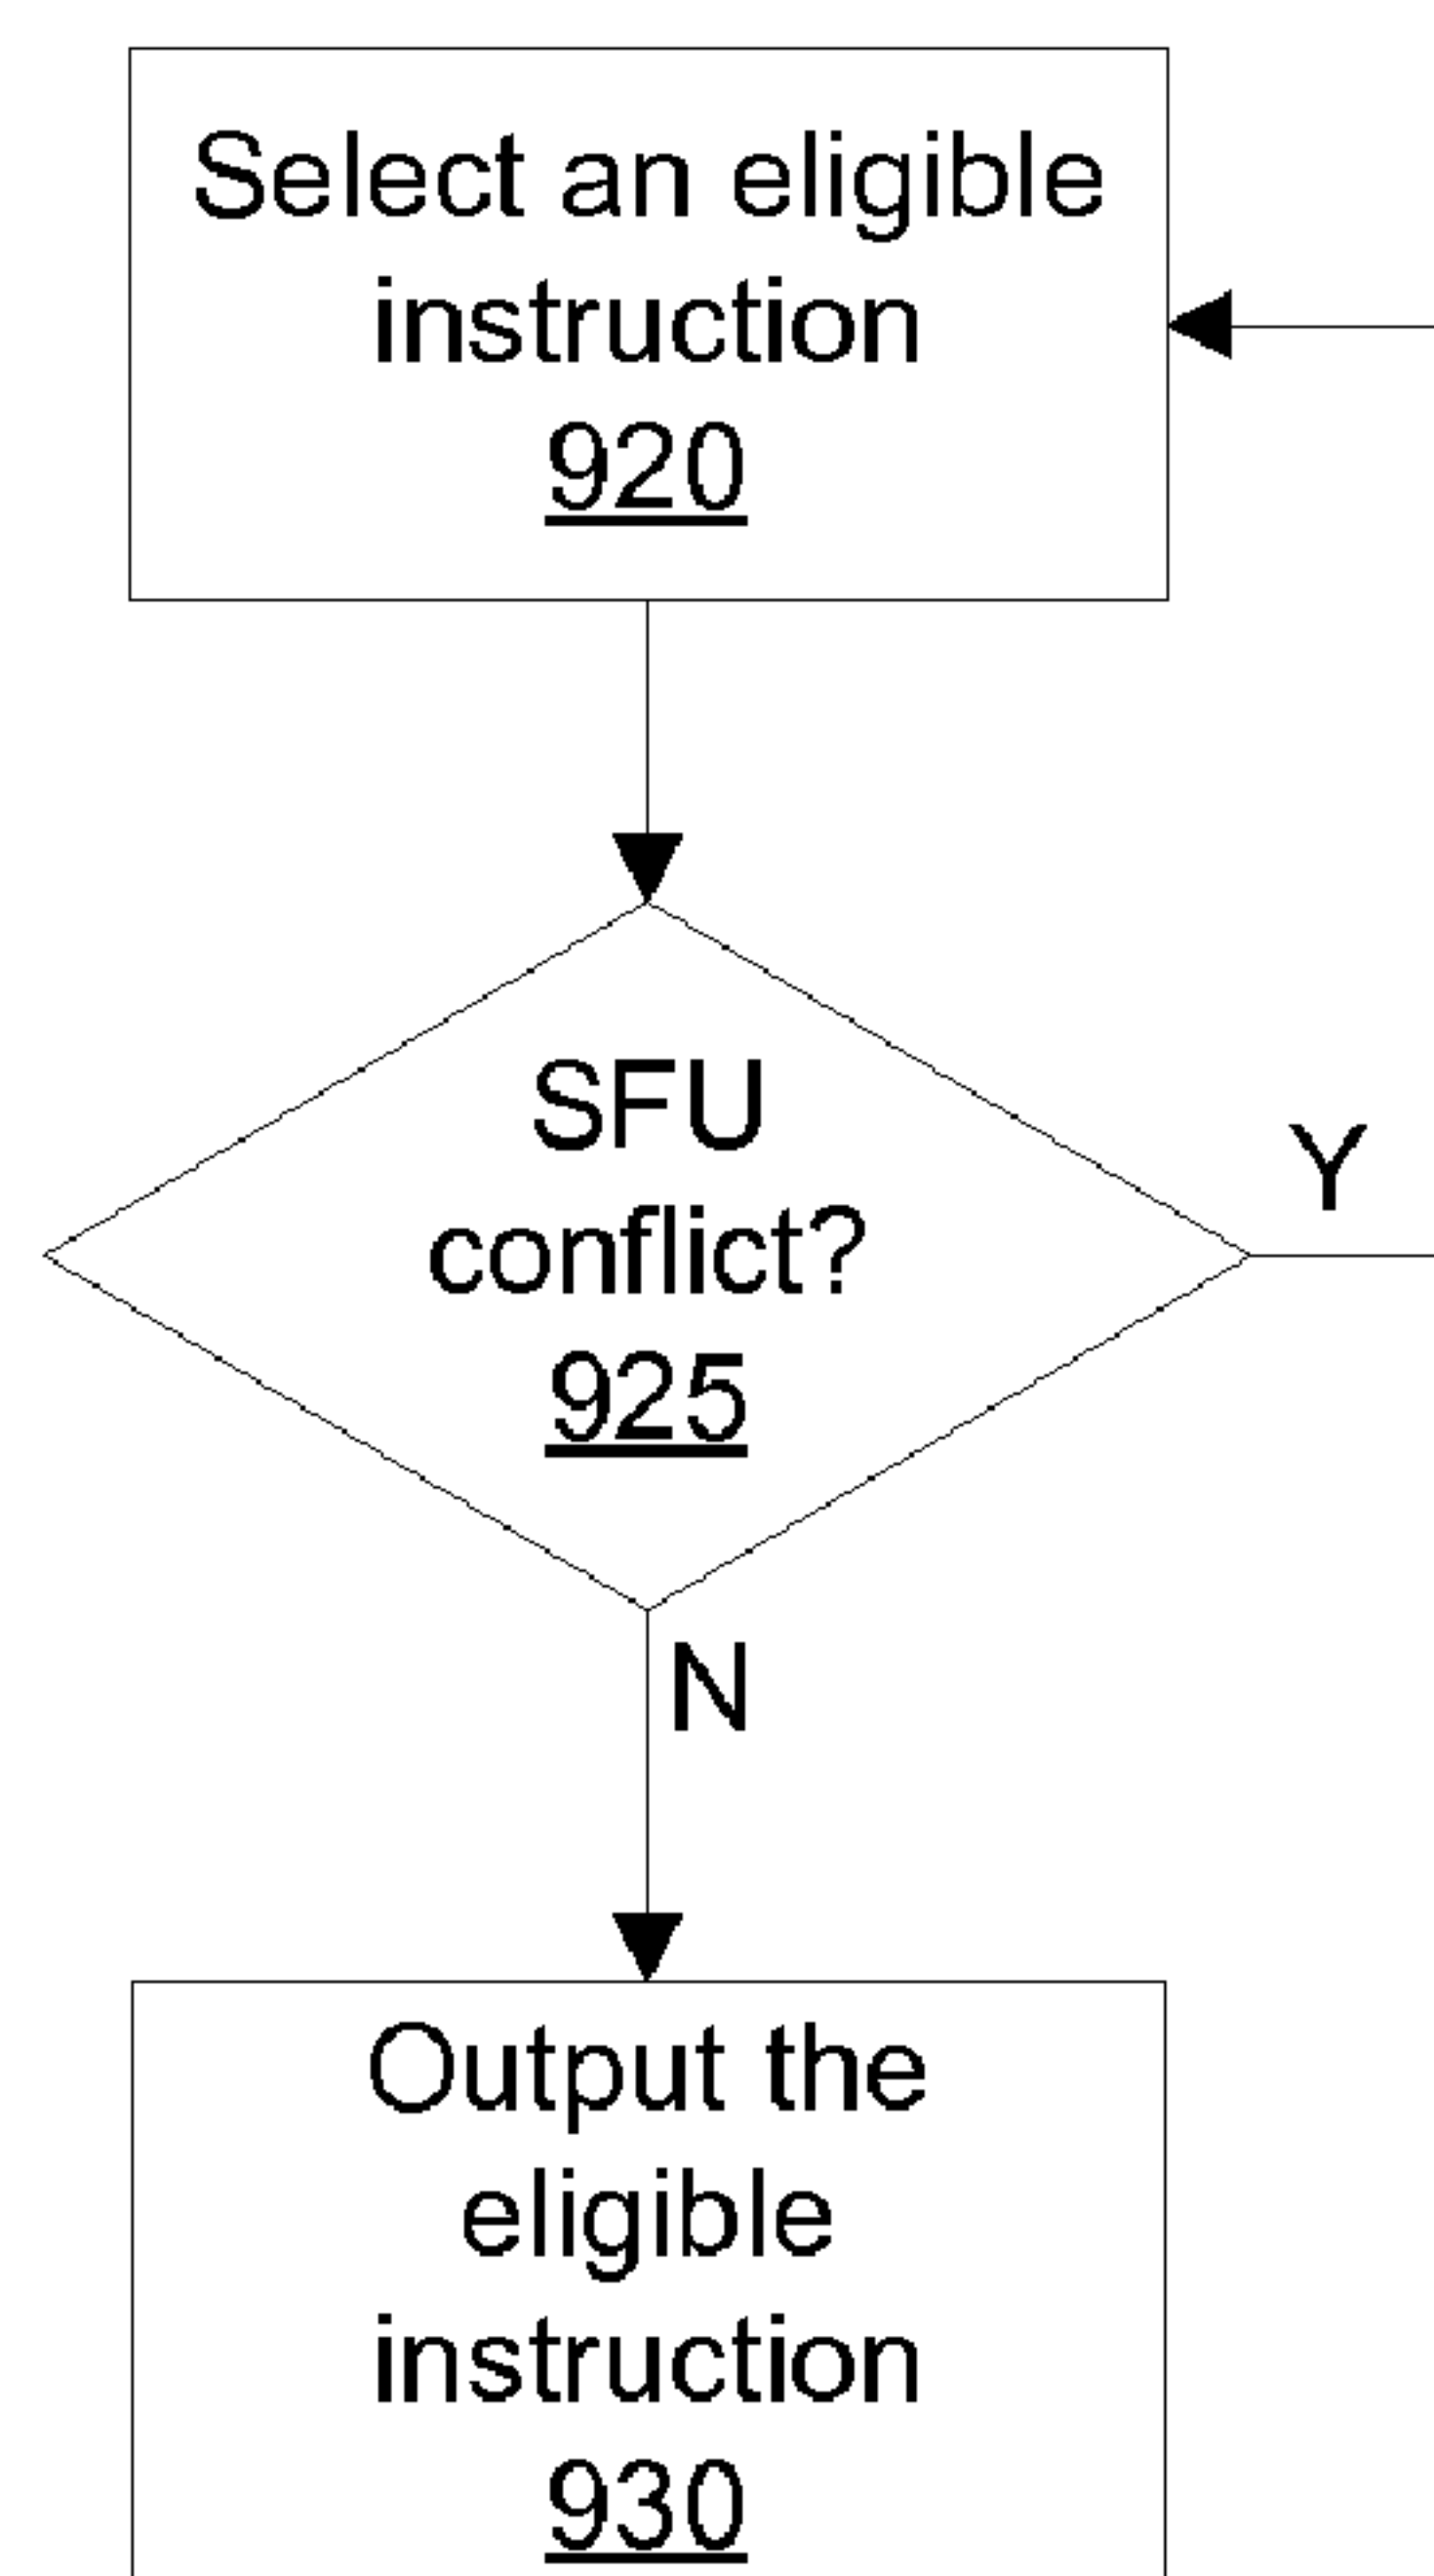 Select an eligible
instruction
920
SFU
conflict?
925
Y
N
Output the
eligible
instruction
930